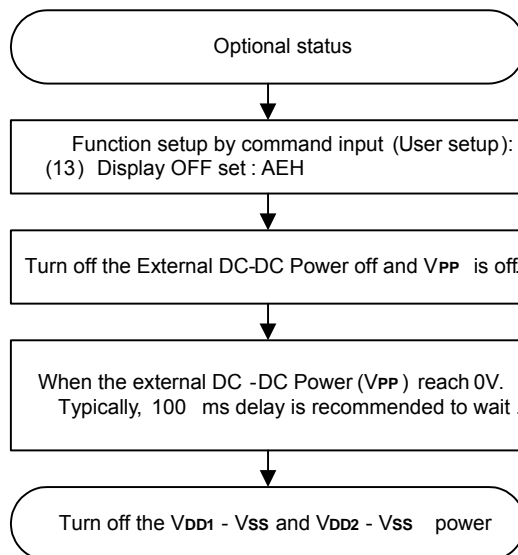 Optional status
Function setup by command input (User setup):
(13) Display OFF set : AEH
Turn off the External DC-DC Power off and VPP is off.
When the external DC -DC Power (VPP) reach 0V.
Typically, 100 ms delay is recommended to wait .
Turn off the VDD1 - VSS and VDD2 - VSS power